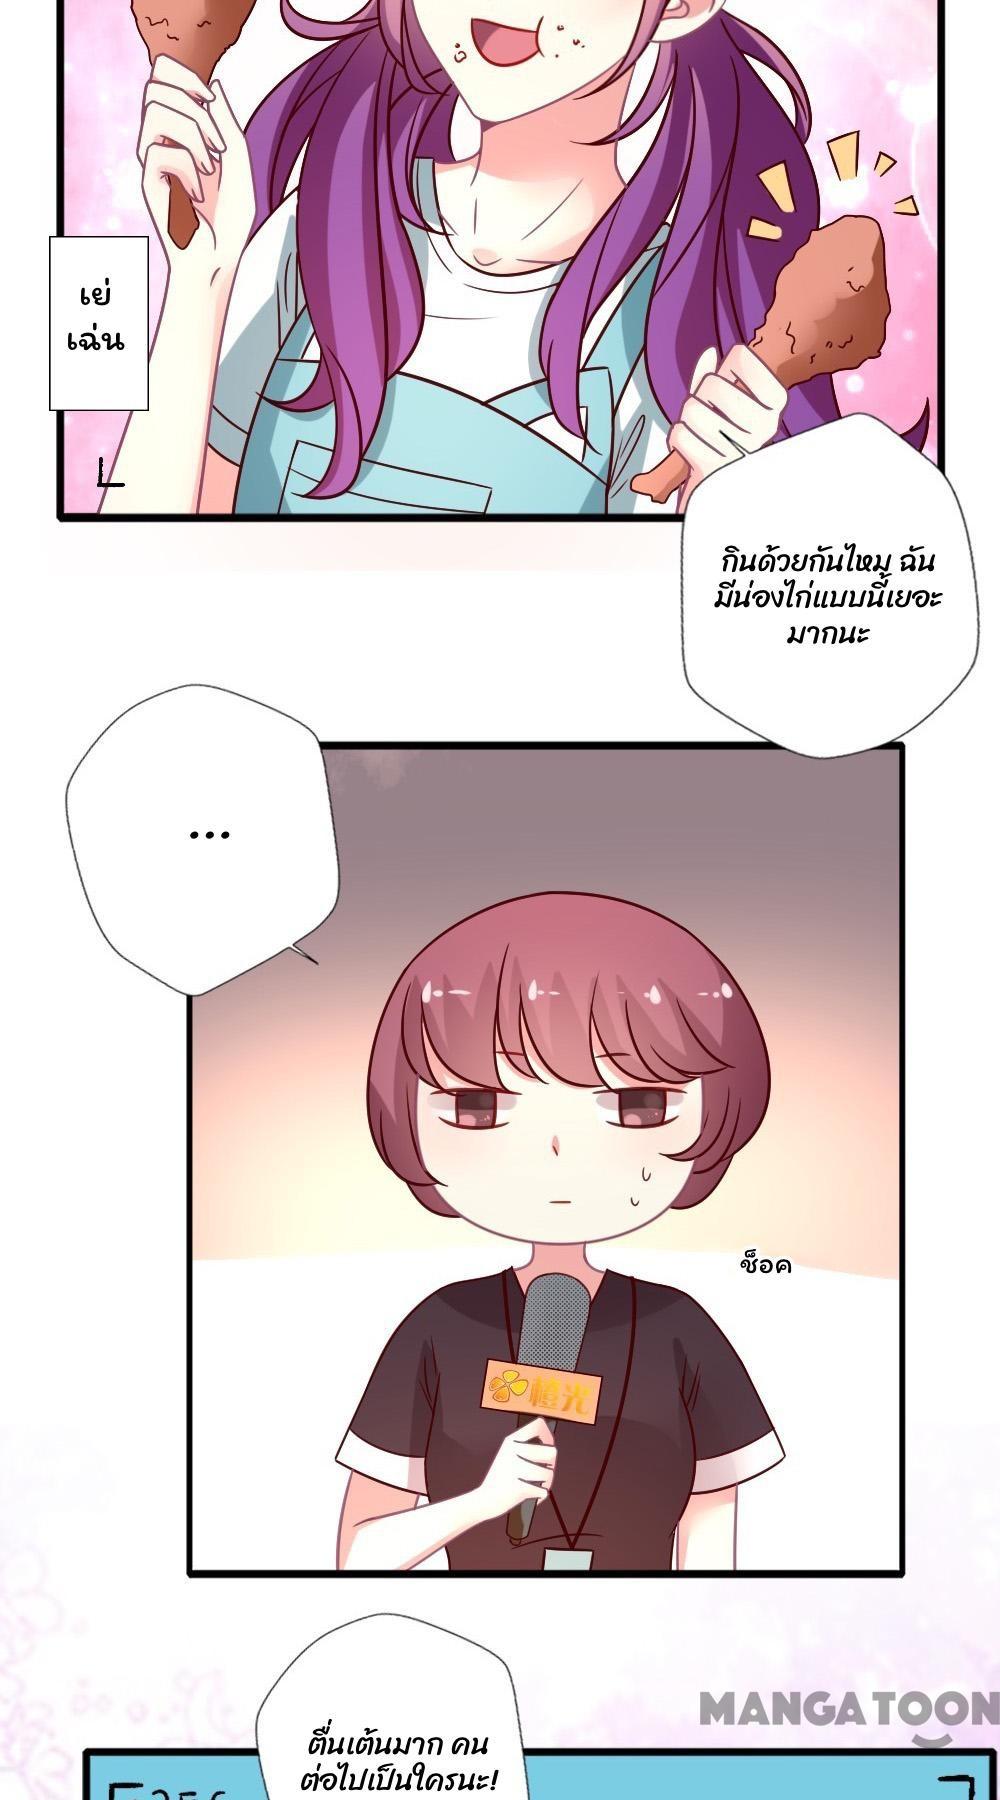 เย่
เฉ่น
กินด้วยกันไหม ฉัน
มีน่องไก่แบบนี้เยอะ
มากนะ
...
ช็อค
橙光
MANGATOON
ตื่นเต้นมาก คน
ต่อไปเป็นใครนะ!